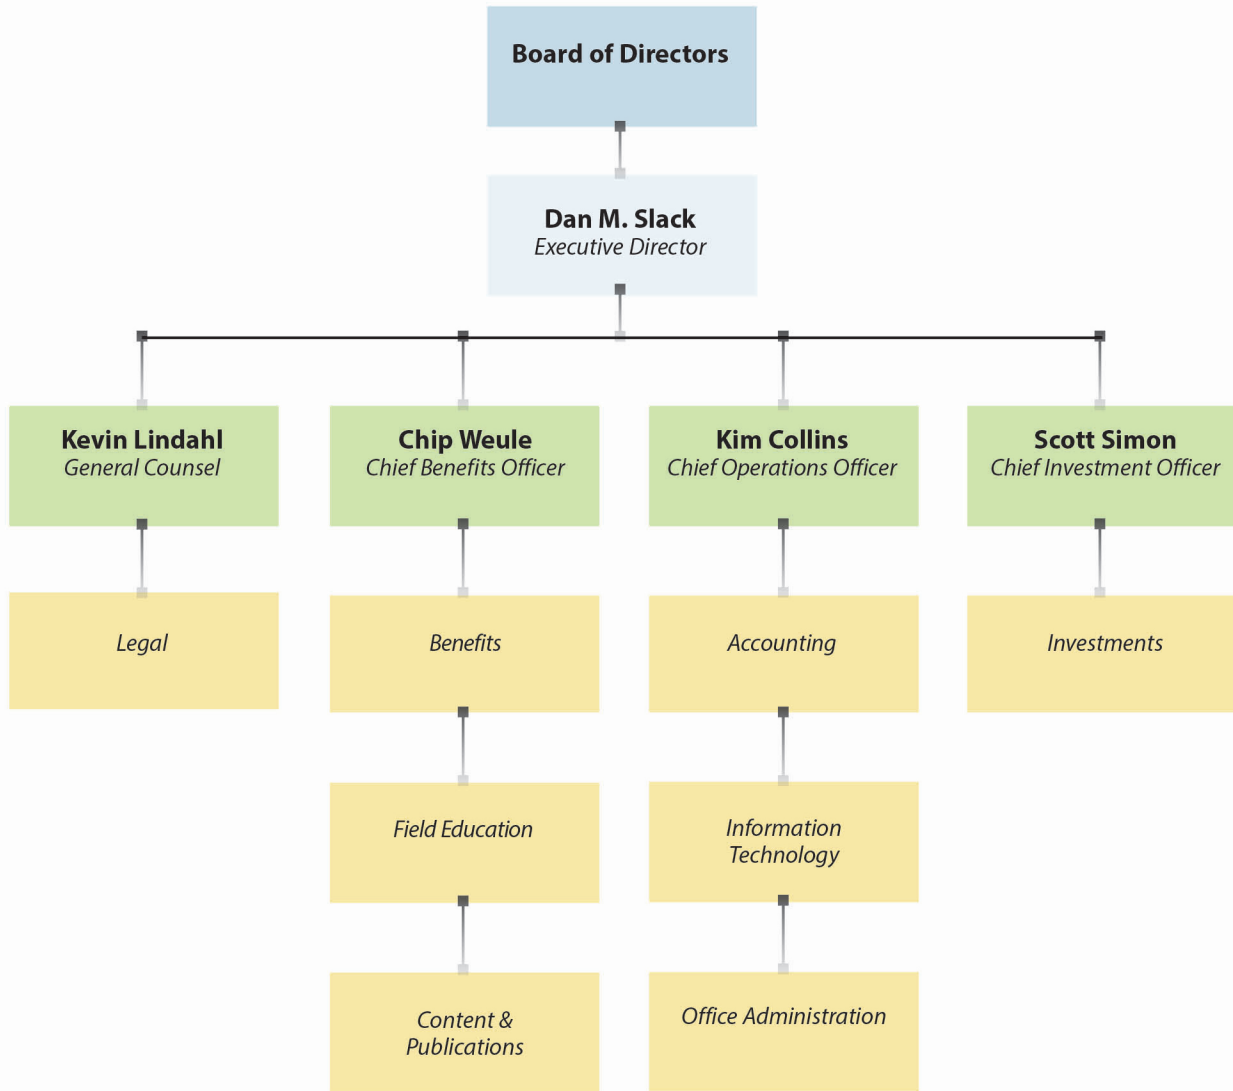 Board of Directors
Dan M. Slack
Executive Director
Kevin Lindahl
General Counsel
Chip Weule
Chief Benefits Officer
Kim Collins
Chief Operations Officer
Scott Simon
Chief Investment Officer
Legal
Benefits
Accounting
Investments
Field Education
Information
Technology
Content &
Publications
Office Administration